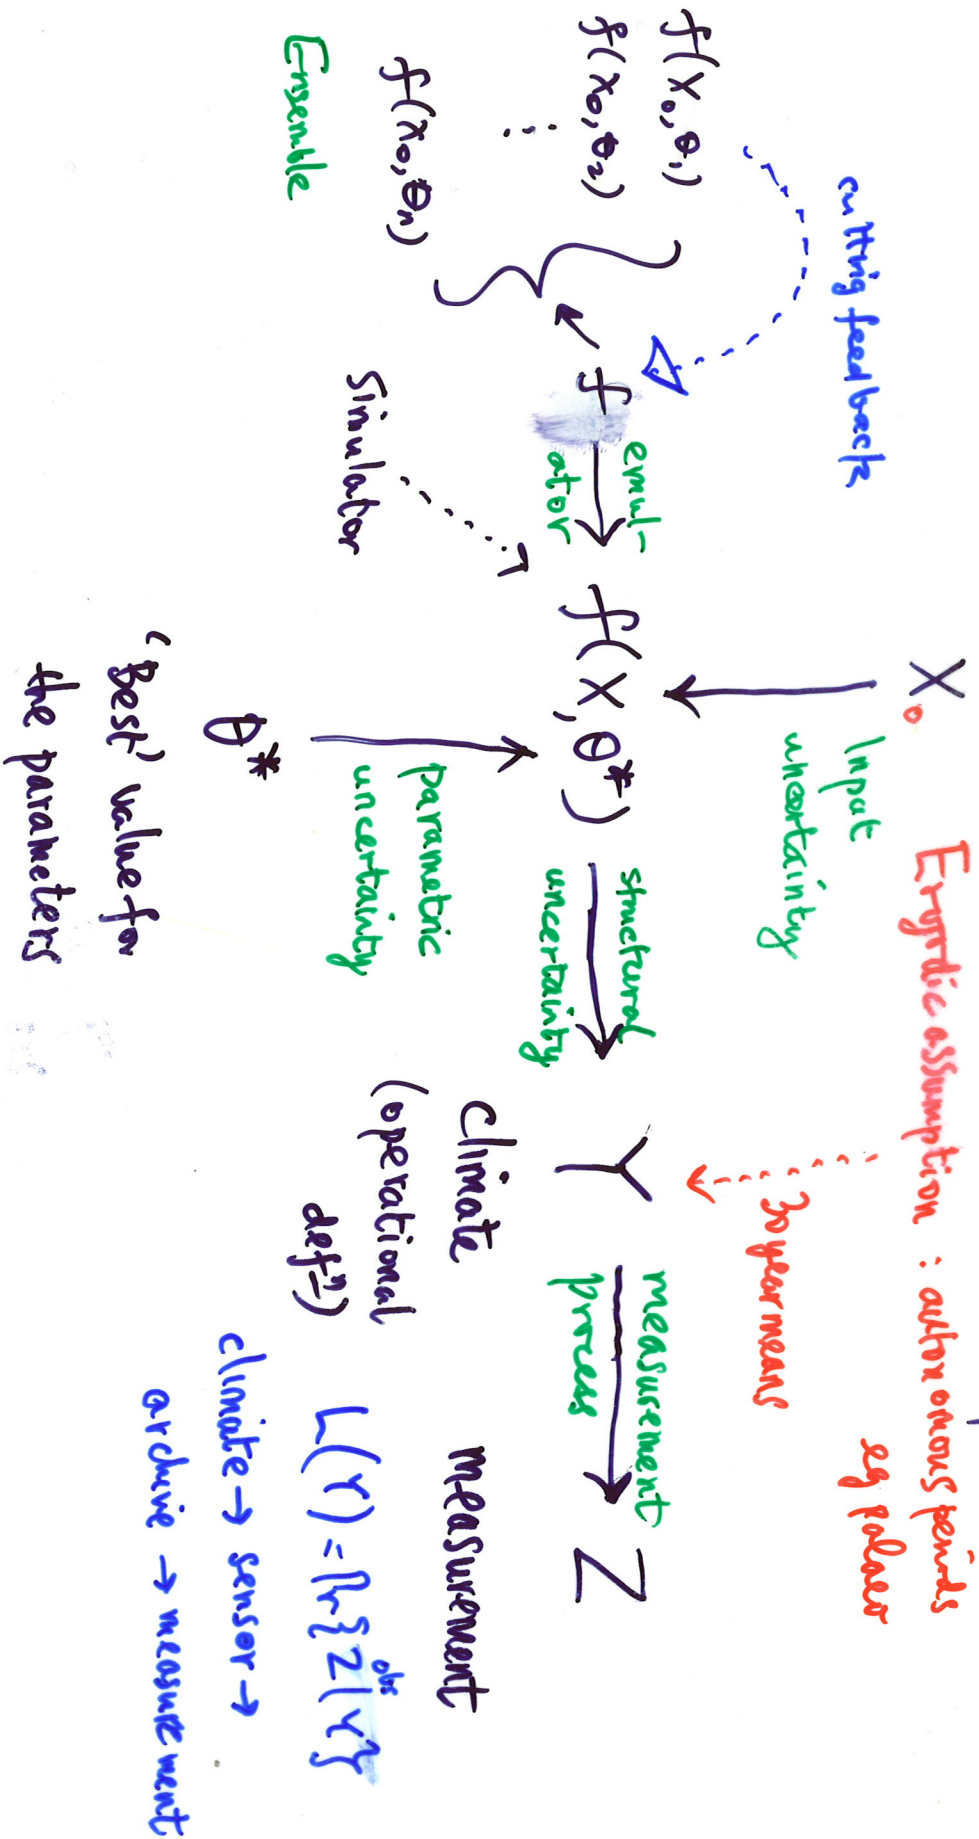 Ergodic assumption : autonomous periods
eg palaeo
30 year means
X₀
Input
uncertainty
cutting feedback
f(x₀, θ₁)
f(x₀, θ₂)
⋮
f(x₀, θn)
Ensemble
f
emul-
ator
Simulator
f(X, θ*)
structural
uncertainty
Y
measurement
process
Z
parametric
uncertainty
θ*
'Best' value for
the parameters
climate
(operational
defⁿ)
measurement
L(Y) = Pr{Z^obs | Y}
climate → sensor →
archive → measurement